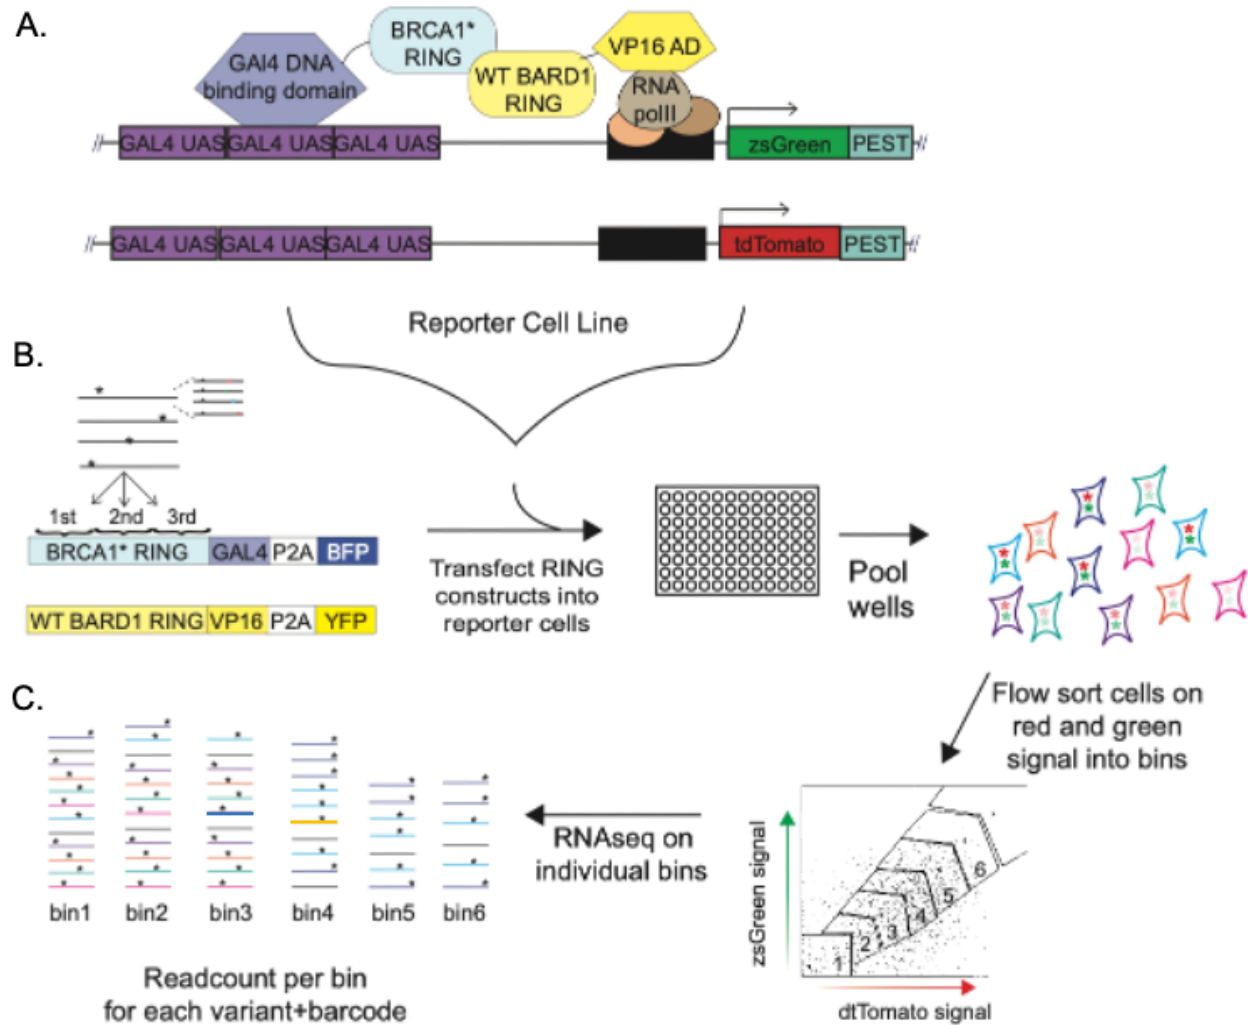 A.
GAl4 DNA
binding domain
BRCA1*
RING
WT BARD1
RING
VP16 AD
RNA
polII
GAL4 UAS GAL4 UAS GAL4 UAS
zsGreen PEST
GAL4 UAS GAL4 UAS GAL4 UAS
tdTomato PEST
Reporter Cell Line
B.
1st 2nd 3rd
BRCA1* RING GAL4 P2A BFP
WT BARD1 RING VP16 P2A YFP
Transfect RING
constructs into
reporter cells
Pool
wells
Flow sort cells on
red and green
signal into bins
C.
bin1 bin2 bin3 bin4 bin5 bin6
Readcount per bin
for each variant+barcode
RNAseq on
individual bins
zsGreen signal
1 2 3 4 5 6
dtTomato signal